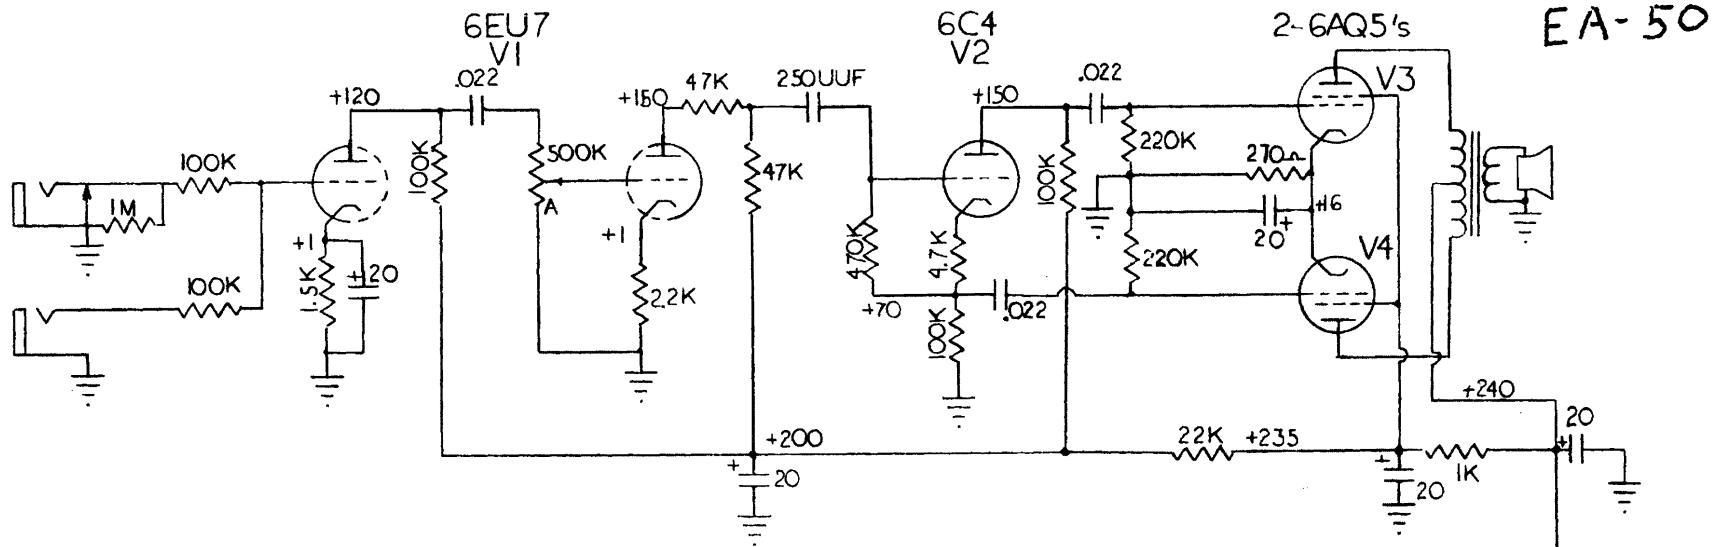 EA-50
6EU7
V1
6C4
V2
2-6AQ5's
.022
47K
250UUF
.022
V3
+120
+150
+150
100K
100K
500K
47K
100K
220K
270Ω
1M
A
+16
+1
+1
20
V4
+20
470K
4.7K
220K
100K
1.5K
2.2K
+70
.022
100K
+240
20
+
+200
22K
+235
+
20
+
20
1K